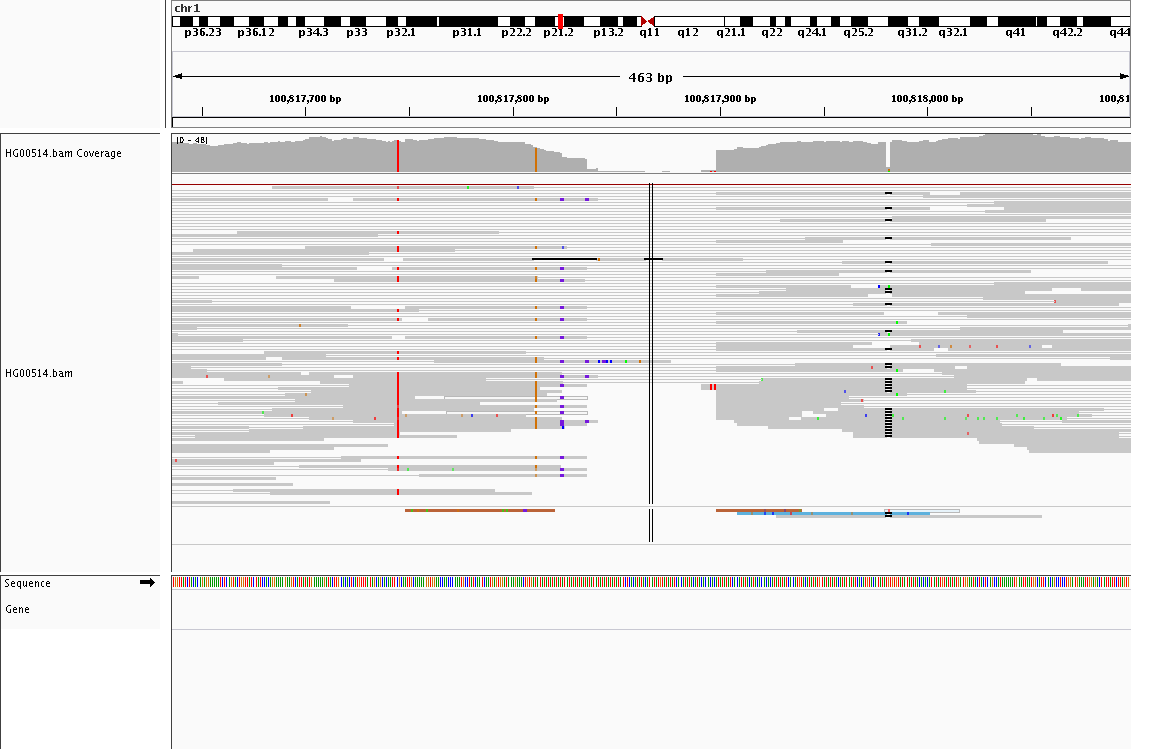 chr1
p36.23 p36.12 p34.3 p33 p32.1 p31.1 p22.2 p21.2 p13.2 q11 q12 q21.1 q22 q24.1 q25.2 q31.2 q32.1 q41 q42.2 q44
463 bp
100,817,700 bp 100,817,800 bp 100,817,900 bp 100,818,000 bp 100,81
[0 - 48]
HG00514.bam Coverage
HG00514.bam
Sequence
Gene